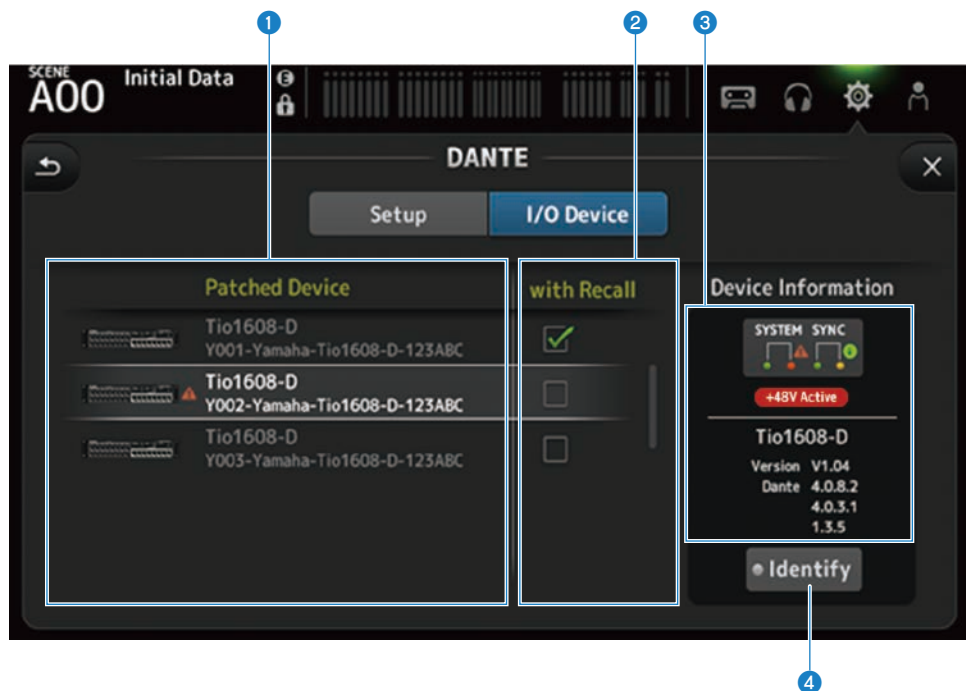 1
2
3
SCENE
A00
Initial Data
E
DANTE
Setup
I/O Device
Patched Device
with Recall
Device Information
Tio1608-D
Y001-Yamaha-Tio1608-D-123ABC
Tio1608-D
Y002-Yamaha-Tio1608-D-123ABC
Tio1608-D
Y003-Yamaha-Tio1608-D-123ABC
SYSTEM SYNC
+48V Active
Tio1608-D
Version V1.04
Dante 4.0.8.2
4.0.3.1
1.3.5
Identify
4